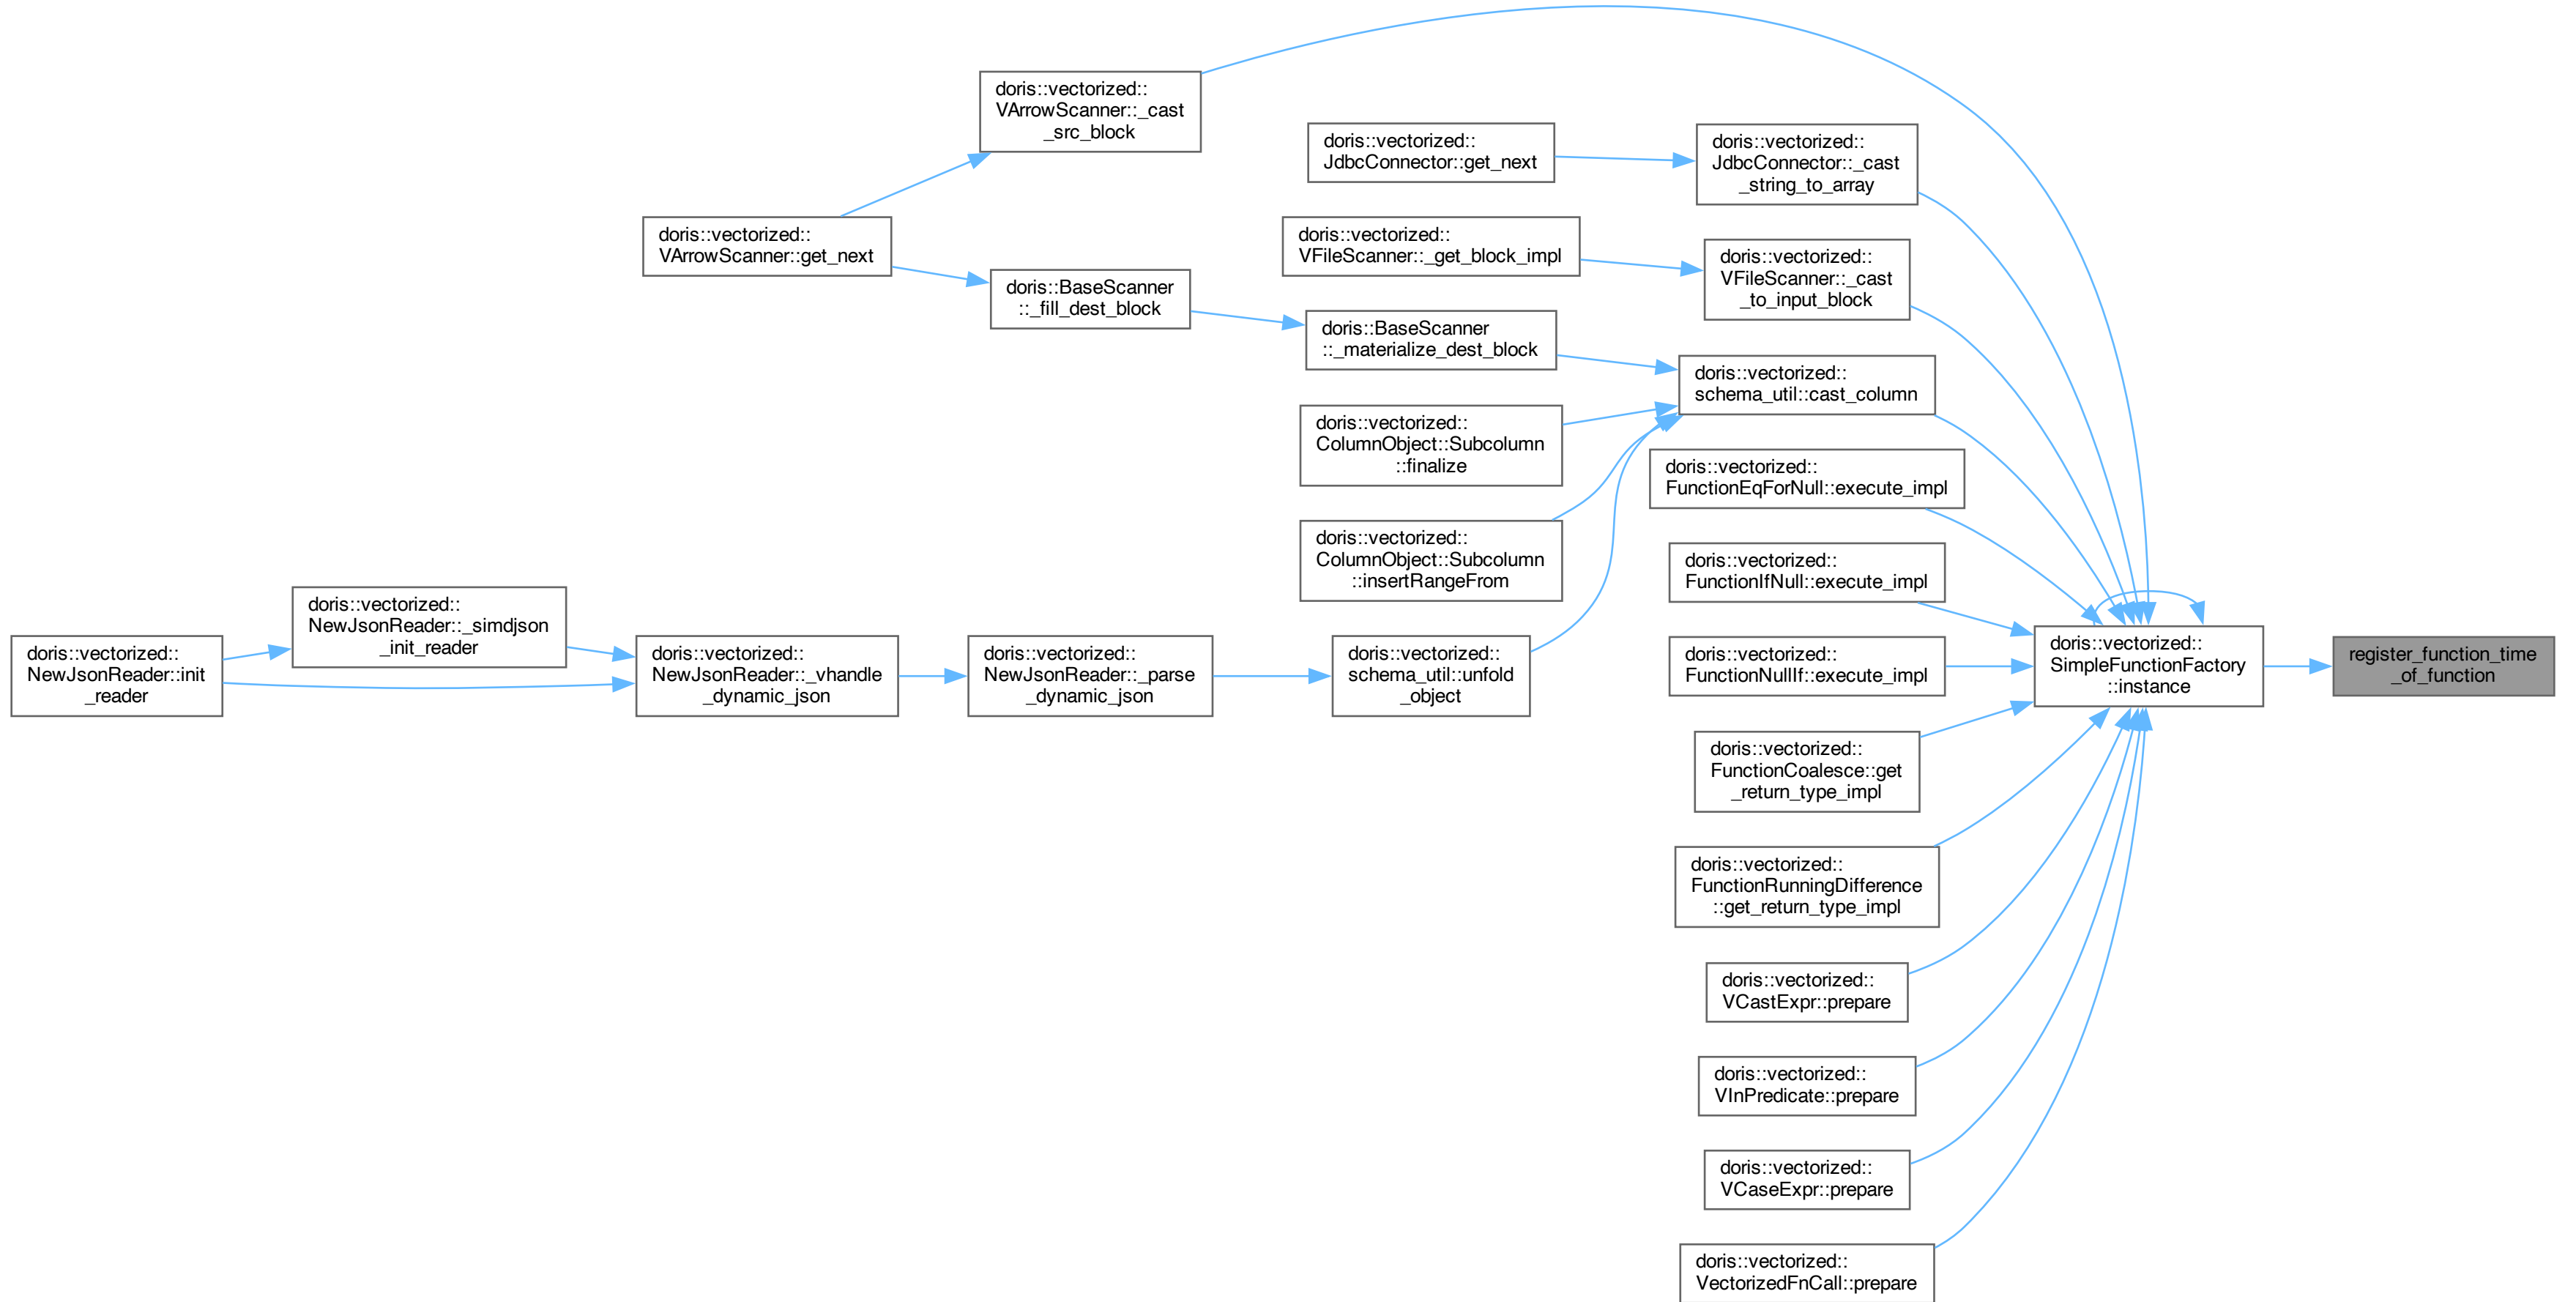 doris::vectorized::
VArrowScanner::_cast
_src_block
doris::vectorized::
JdbcConnector::get_next
doris::vectorized::
JdbcConnector::_cast
_string_to_array
doris::vectorized::
VArrowScanner::get_next
doris::vectorized::
VFileScanner::_get_block_impl
doris::vectorized::
VFileScanner::_cast
_to_input_block
doris::BaseScanner
::_fill_dest_block
doris::BaseScanner
::_materialize_dest_block
doris::vectorized::
schema_util::cast_column
doris::vectorized::
ColumnObject::Subcolumn
::finalize
doris::vectorized::
FunctionEqForNull::execute_impl
doris::vectorized::
ColumnObject::Subcolumn
::insertRangeFrom
doris::vectorized::
FunctionIfNull::execute_impl
doris::vectorized::
NewJsonReader::init
_reader
doris::vectorized::
NewJsonReader::_simdjson
_init_reader
doris::vectorized::
NewJsonReader::_vhandle
_dynamic_json
doris::vectorized::
NewJsonReader::_parse
_dynamic_json
doris::vectorized::
schema_util::unfold
_object
doris::vectorized::
FunctionNullIf::execute_impl
doris::vectorized::
SimpleFunctionFactory
::instance
register_function_time
_of_function
doris::vectorized::
FunctionCoalesce::get
_return_type_impl
doris::vectorized::
FunctionRunningDifference
::get_return_type_impl
doris::vectorized::
VCastExpr::prepare
doris::vectorized::
VInPredicate::prepare
doris::vectorized::
VCaseExpr::prepare
doris::vectorized::
VectorizedFnCall::prepare